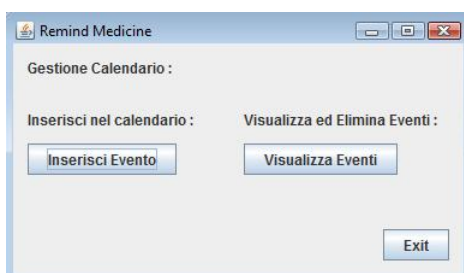 Remind Medicine
Gestione Calendario :
Inserisci nel calendario : Visualizza ed Elimina Eventi :
Inserisci Evento Visualizza Eventi
Exit